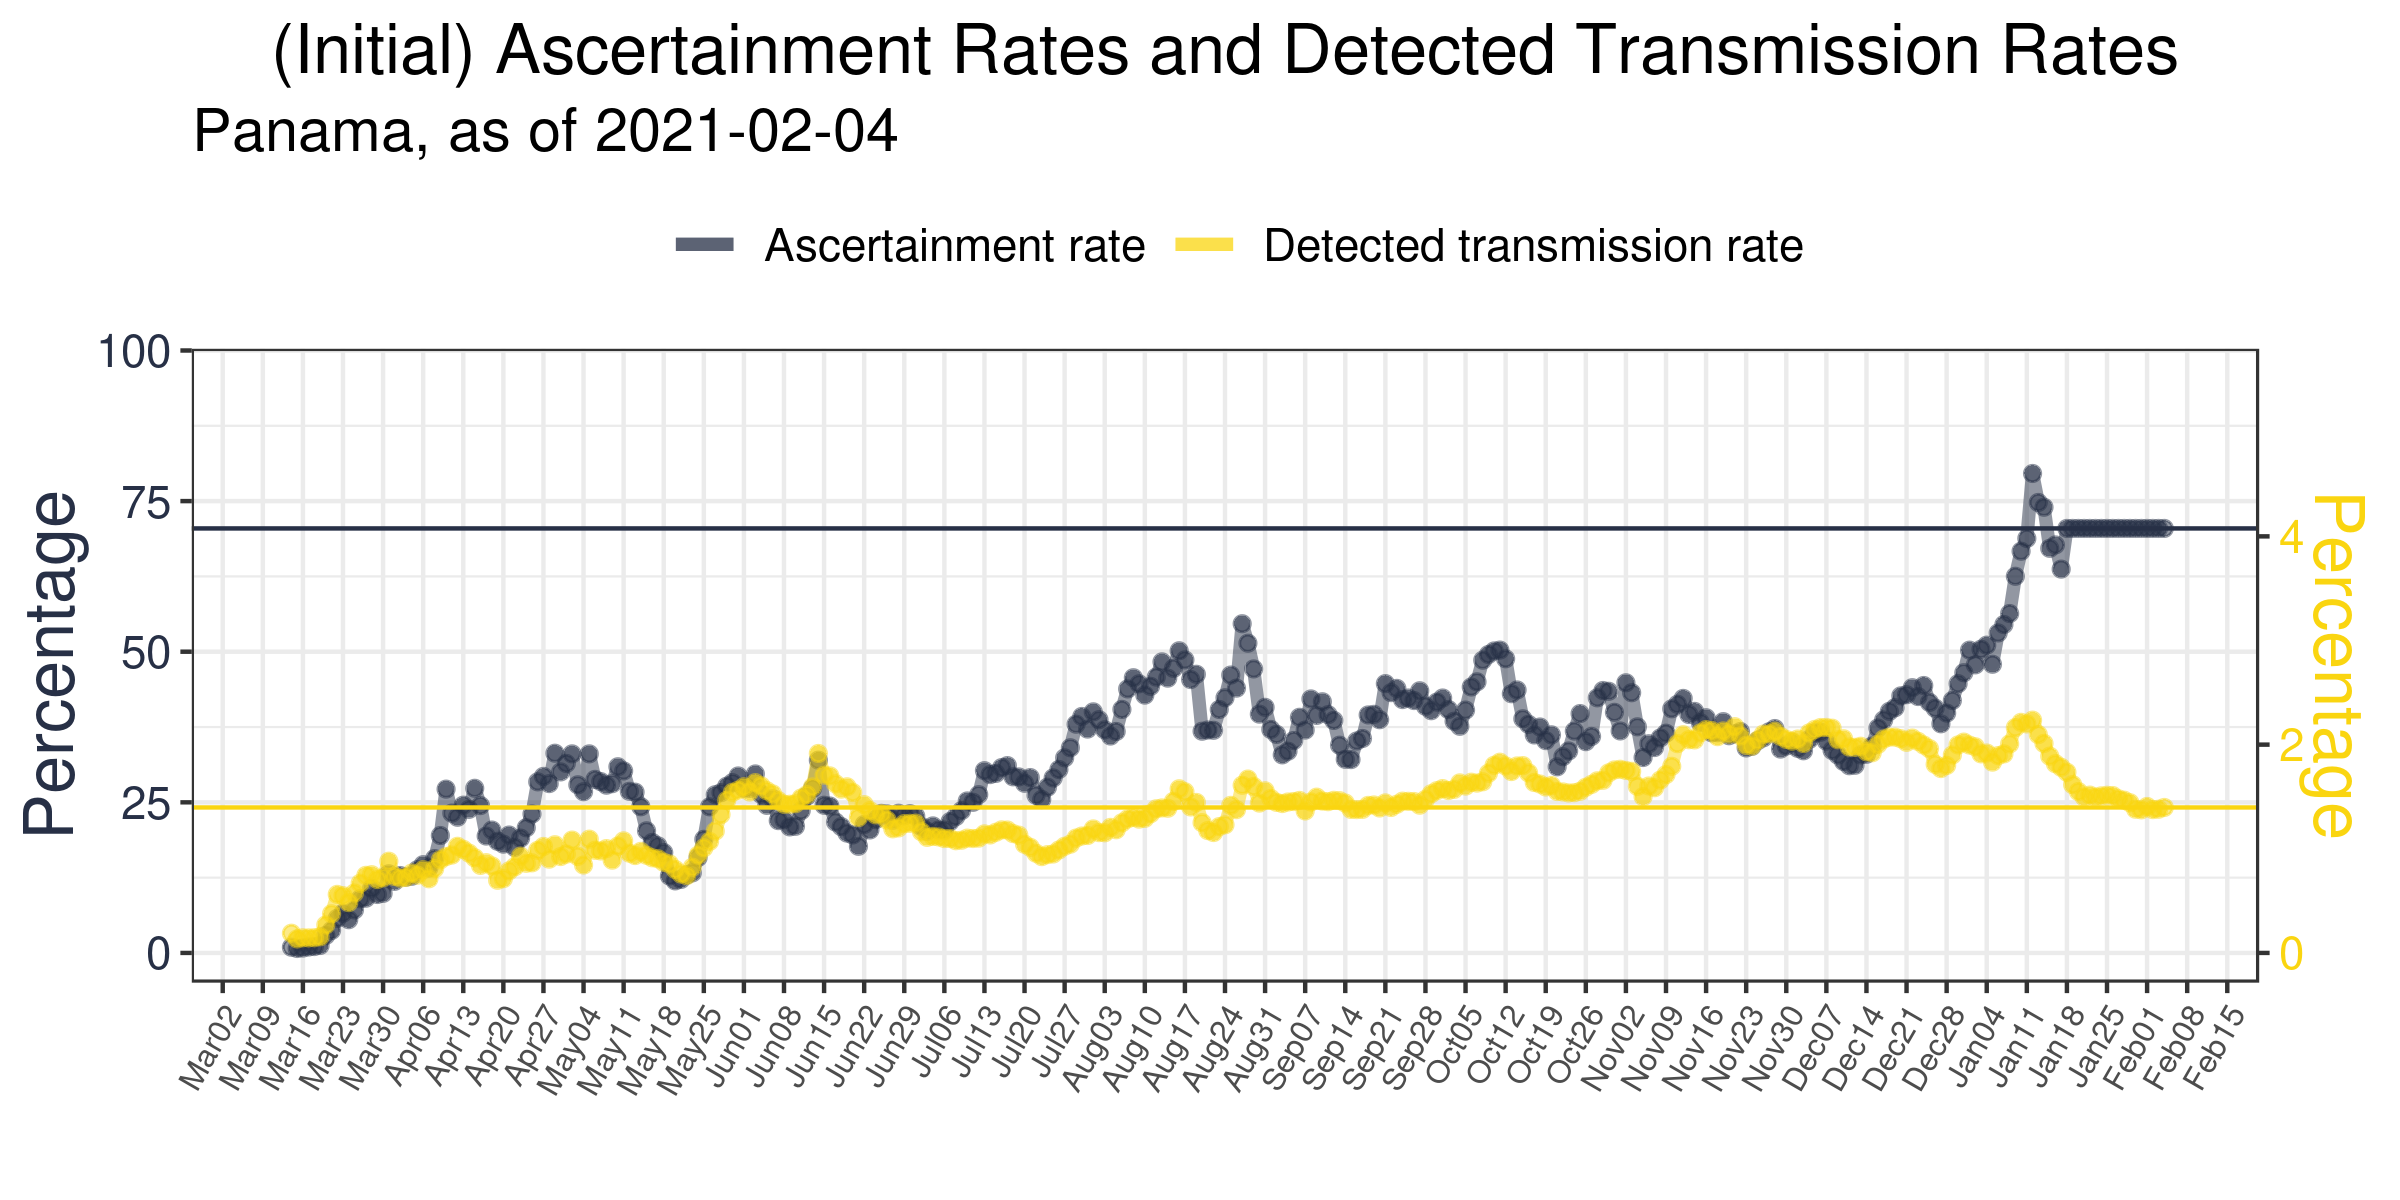 (Initial) Ascertainment Rates and Detected Transmission Rates
Panama, as of 2021-02-04
Ascertainment rate
Detected transmission rate
Percentage
100
75
50
25
0
4
2
0
Percentage
Mar02
Mar09
Mar16
Mar23
Mar30
Apr06
Apr13
Apr20
Apr27
May04
May11
May18
May25
Jun01
Jun08
Jun15
Jun22
Jun29
Jul06
Jul13
Jul20
Jul27
Aug03
Aug10
Aug17
Aug24
Aug31
Sep07
Sep14
Sep21
Sep28
Oct05
Oct12
Oct19
Oct26
Nov02
Nov09
Nov16
Nov23
Nov30
Dec07
Dec14
Dec21
Dec28
Jan04
Jan11
Jan18
Jan25
Feb01
Feb08
Feb15